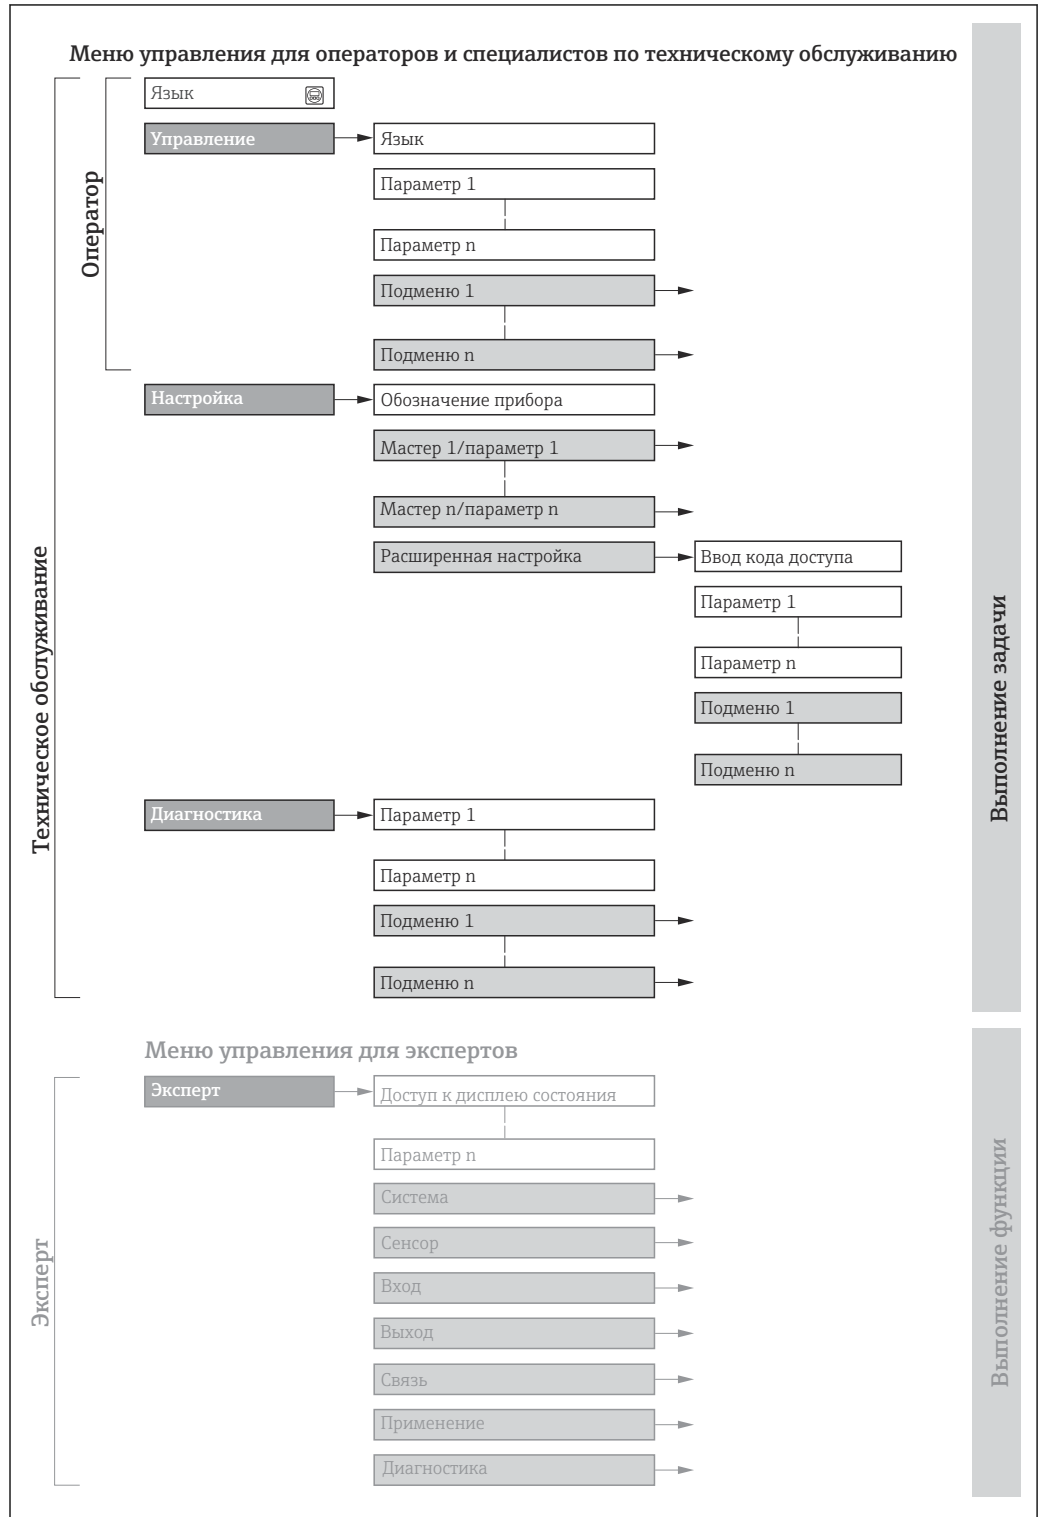 Меню управления для операторов и специалистов по техническому обслуживанию
Язык
Управление
Язык
Параметр 1
Параметр n
Подменю 1
Подменю n
Оператор
Настройка
Обозначение прибора
Мастер 1/параметр 1
Мастер n/параметр n
Расширенная настройка
Ввод кода доступа
Параметр 1
Параметр n
Подменю 1
Подменю n
Техническое обслуживание
Выполнение задачи
Диагностика
Параметр 1
Параметр n
Подменю 1
Подменю n
Меню управления для экспертов
Эксперт
Доступ к дисплею состояния
Параметр n
Система
Сенсор
Вход
Выход
Связь
Применение
Диагностика
Эксперт
Выполнение функции